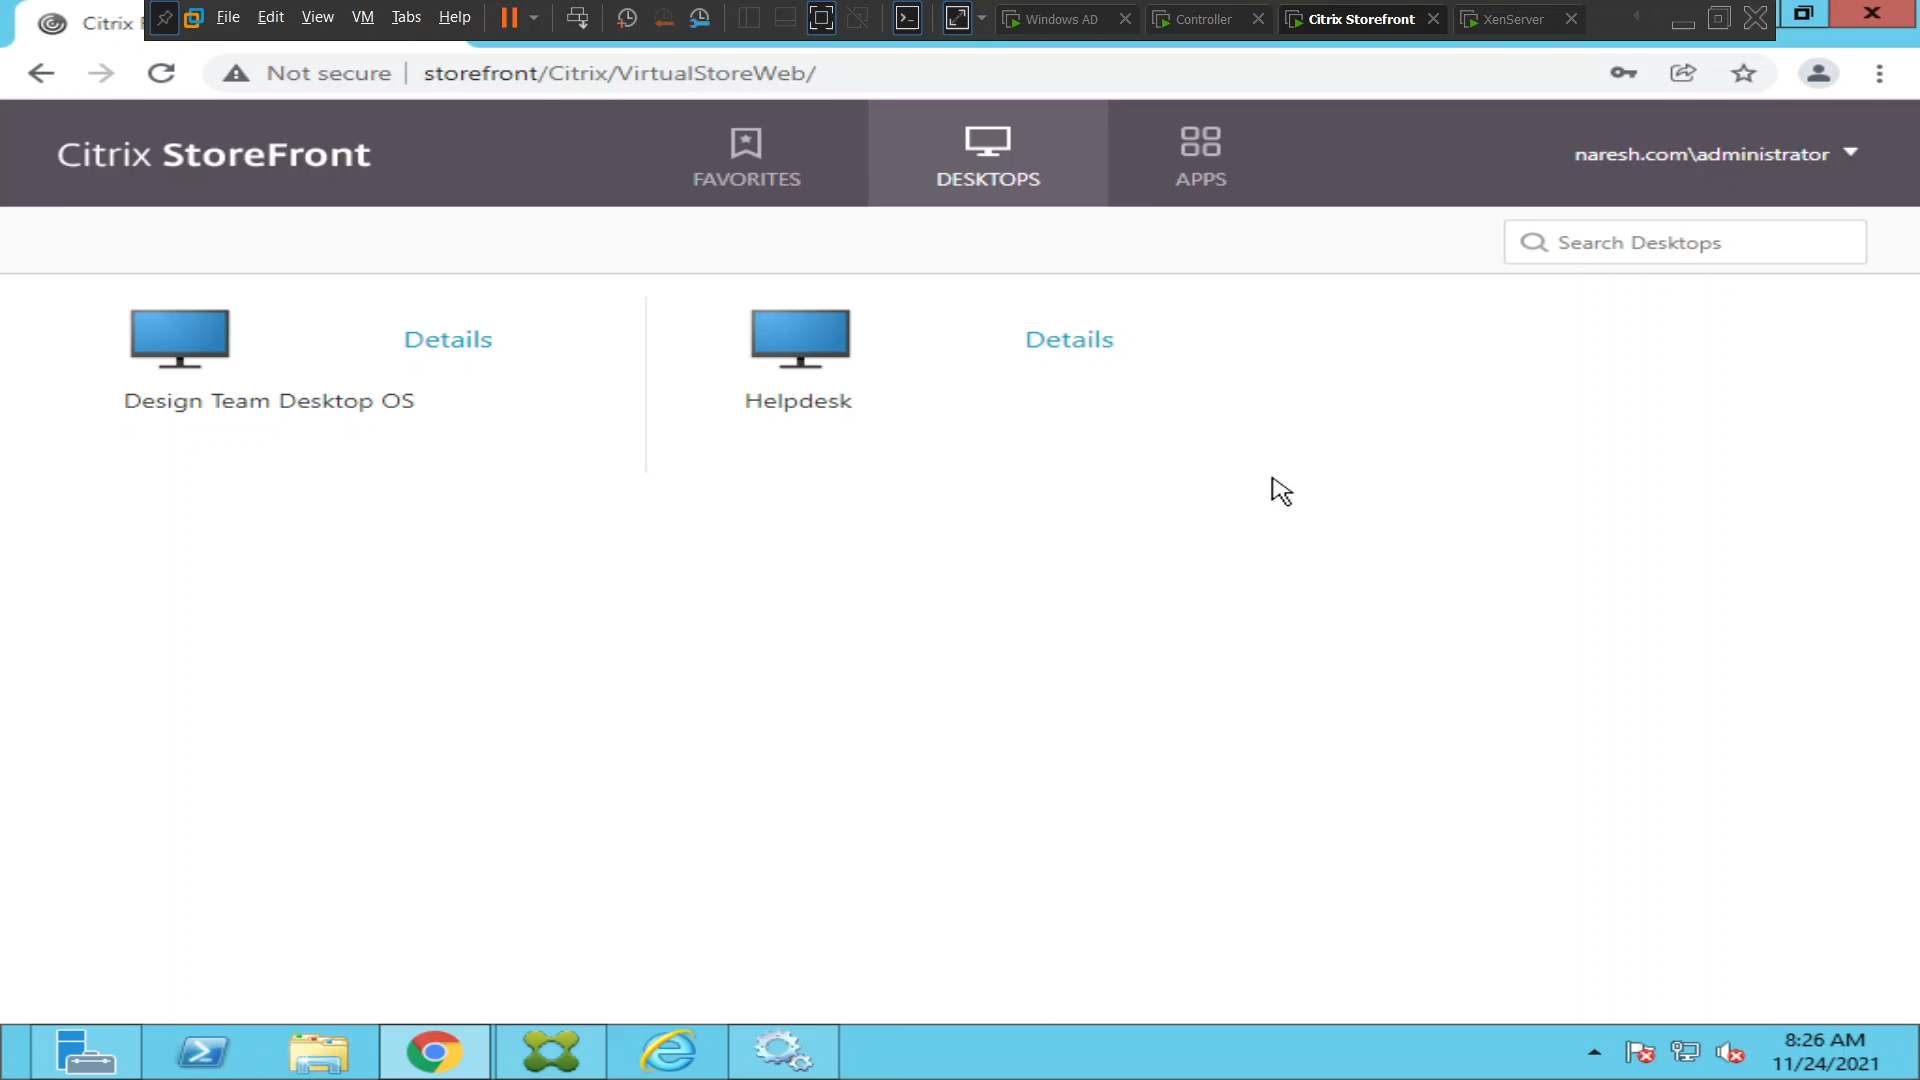 Citrix
File Edit View VM Tabs Help
Windows AD
Controller
Citrix Storefront
XenServer
Not secure | storefront/Citrix/VirtualStoreWeb/
Citrix StoreFront
FAVORITES
DESKTOPS
APPS
naresh.com\administrator
Search Desktops
Details
Design Team Desktop OS
Details
Helpdesk
8:26 AM
11/24/2021